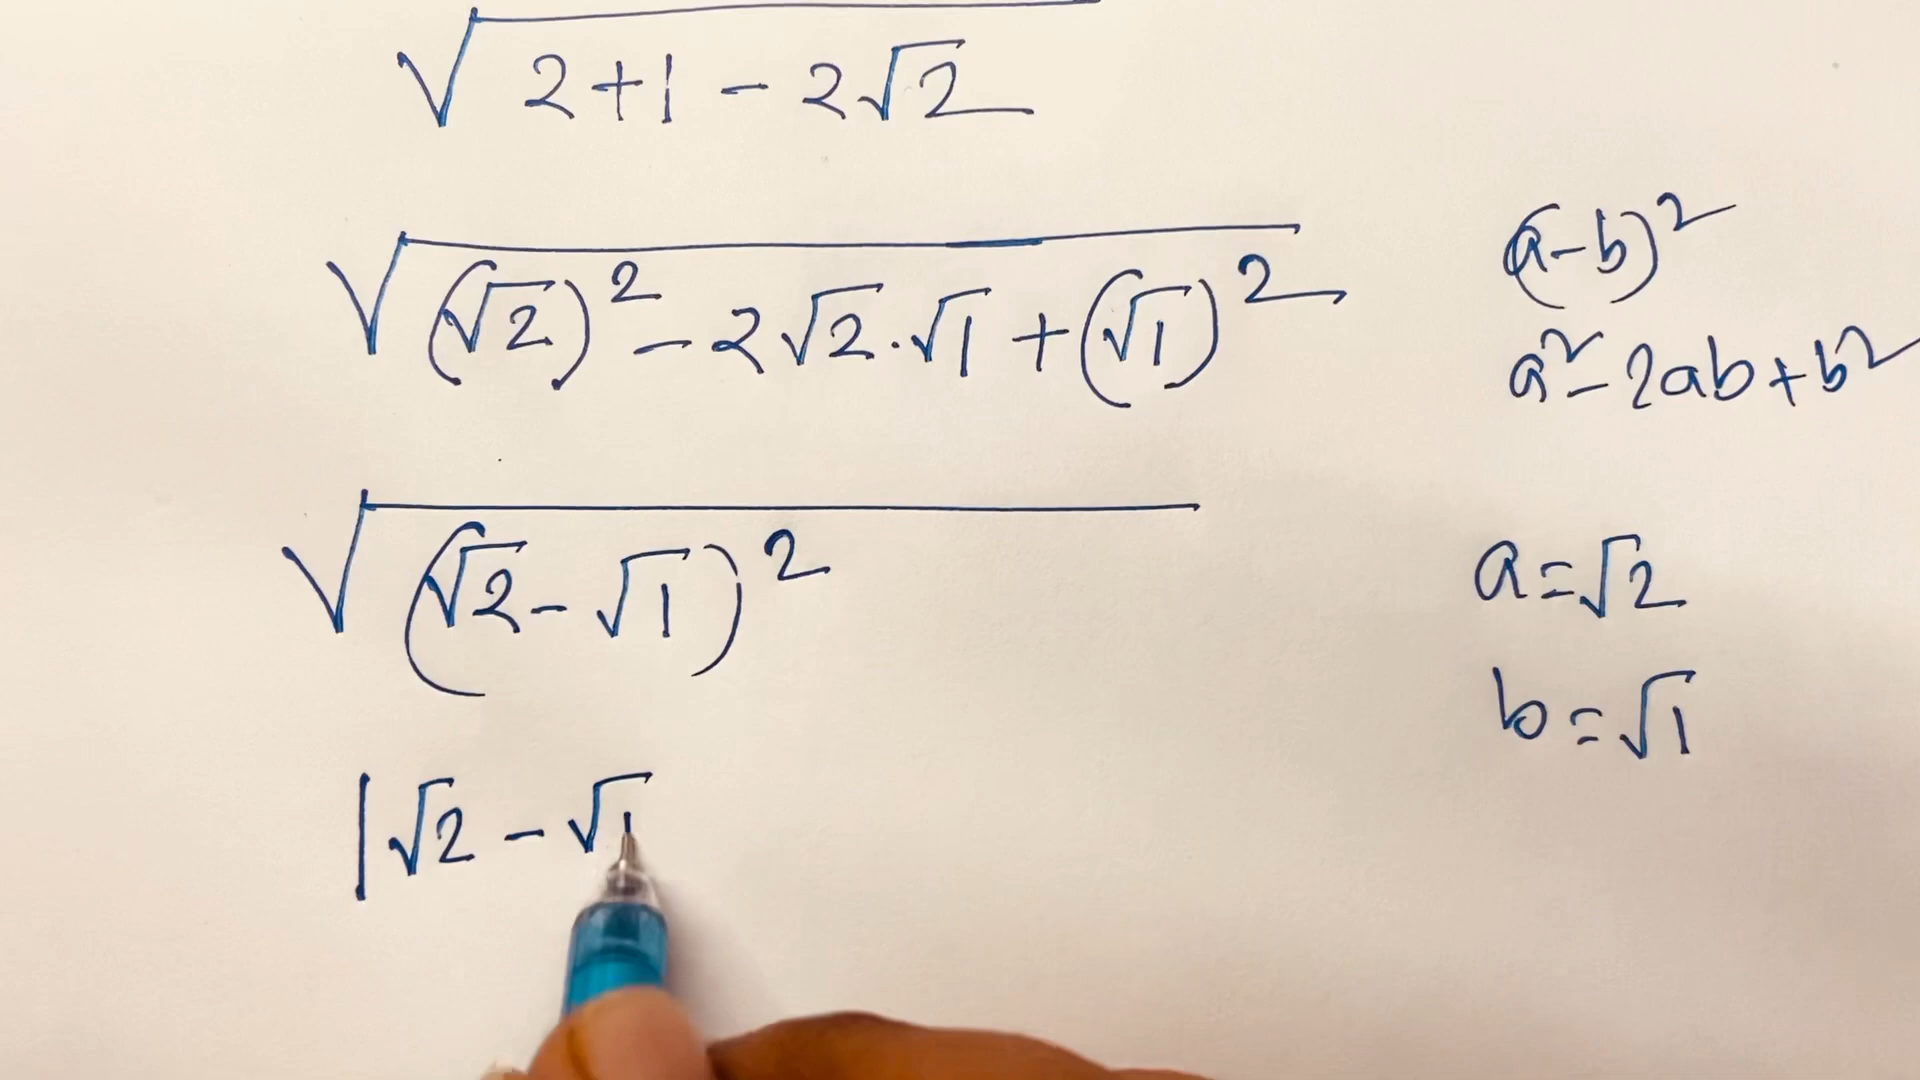 √(2+1-2√2)
√((√2)²-2√2·√1+(√1)²)
√((√2-√1)²)
|√2-√1
(a-b)²
a²-2ab+b²
a=√2
b=√1